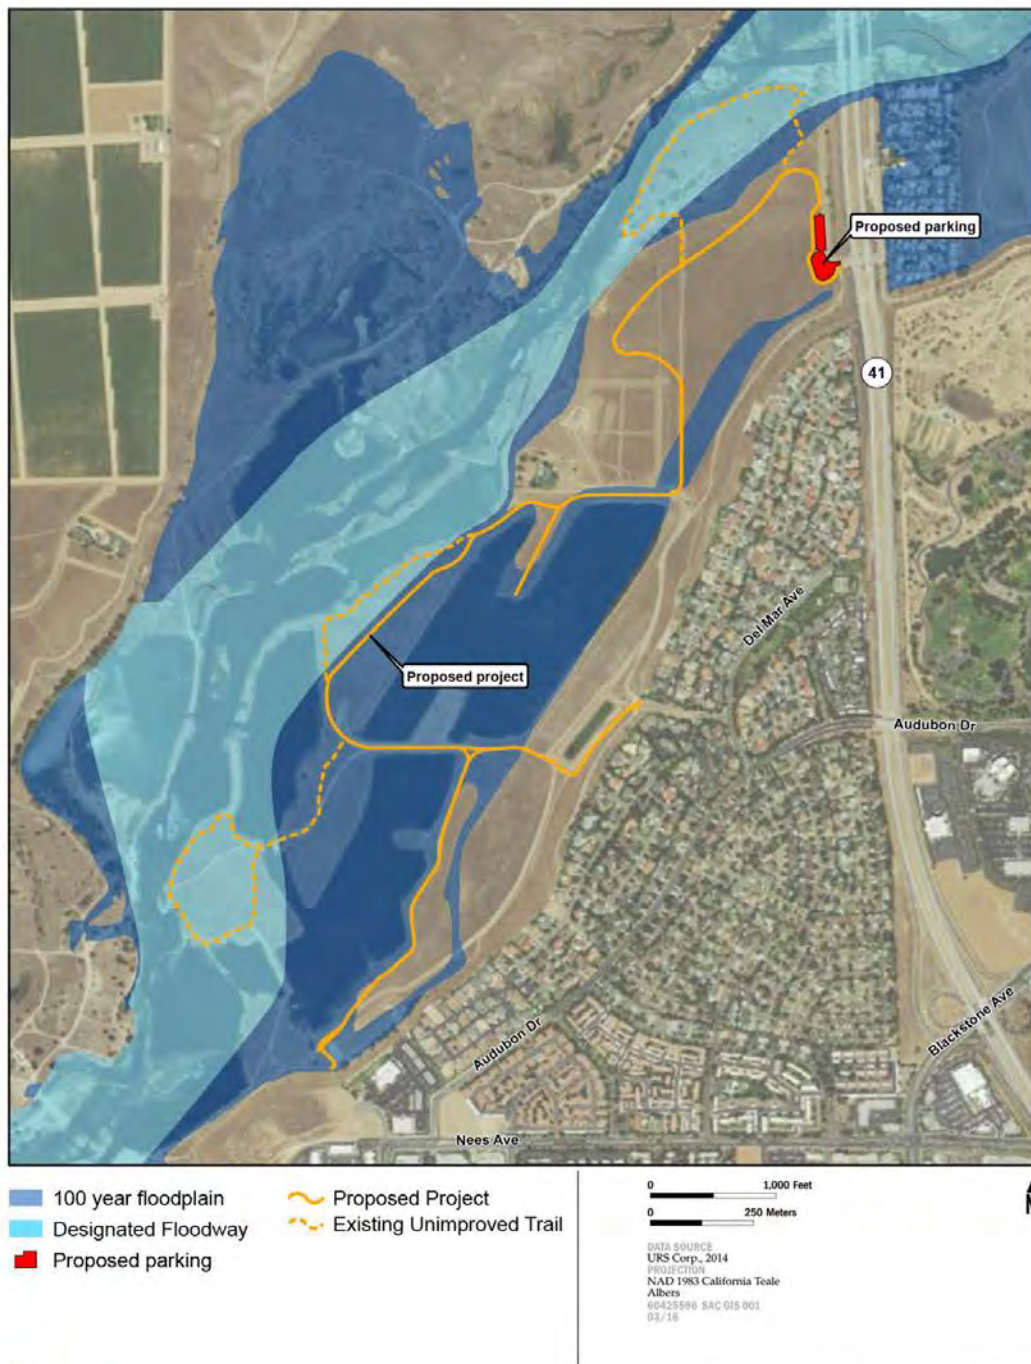 Proposed parking
41
Del Mar Ave
Proposed project
Audubon Dr
Blackstone Ave
Audubon Dr
Nees Ave
100 year floodplain
Designated Floodway
Proposed parking
Proposed Project
Existing Unimproved Trail
0 1,000 Feet
0 250 Meters
DATA SOURCE
URS Corp., 2014
PROJECTION
NAD 1983 California Teale
Albers
60425596 SAC GIS 001
03/16